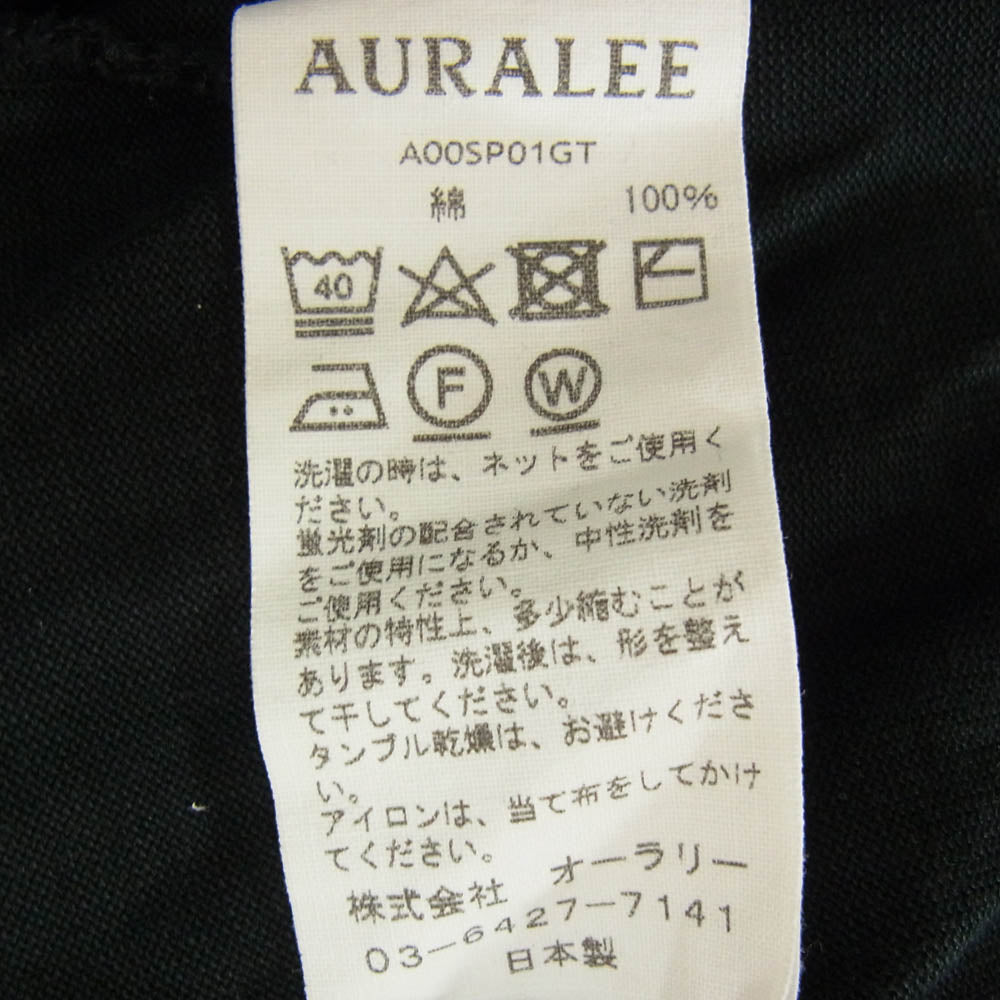 AURALEE
A00SP01GT
綿 100%
40
F W
洗濯の時は、ネットをご使用く
ださい。
蛍光剤の配合されていない洗剤
をご使用になるか、中性洗剤を
ご使用ください。
素材の特性上、多少縮むことが
あります。洗濯後は、形を整え
て干してください。
タンブル乾燥は、お避けくださ
い。
アイロンは、当て布をしてかけ
てください。
株式会社 オーラリー
03-6427-7141
日本製